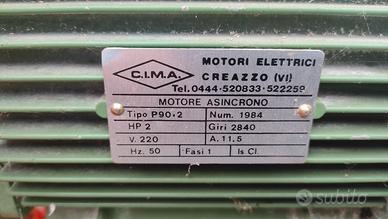 C.I.M.A.
MOTORI ELETTRICI
CREAZZO (VI)
Tel. 0444-520833-522259
MOTORE ASINCRONO
Tipo P90-2 Num. 1984
HP 2 Giri 2840
V. 220 A. 11.5
Hz. 50 Fasi 1 Is Cl.
subito